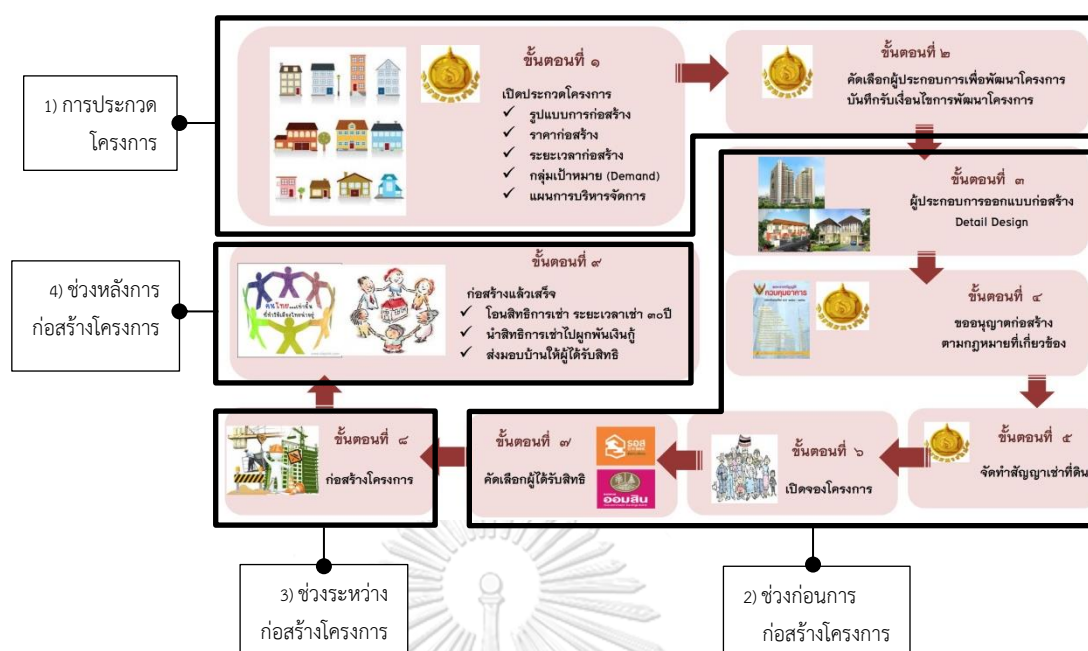 1) การประกวด
โครงการ
ขั้นตอนที่ ๑
เปิดประกวดโครงการ
✓ รูปแบบการก่อสร้าง
✓ ราคาก่อสร้าง
✓ ระยะเวลาก่อสร้าง
✓ กลุ่มเป้าหมาย (Demand)
✓ แผนการบริหารจัดการ
ขั้นตอนที่ ๒
คัดเลือกผู้ประกอบการเพื่อพัฒนาโครงการ
บันทึกรับเงื่อนไขการพัฒนาโครงการ
ขั้นตอนที่ ๓
ผู้ประกอบการออกแบบก่อสร้าง
Detail Design
ขั้นตอนที่ ๔
ขออนุญาตก่อสร้าง
ตามกฎหมายที่เกี่ยวข้อง
ควบคุมอาคาร
ขั้นตอนที่ ๕
จัดทำสัญญาเช่าที่ดิน
ขั้นตอนที่ ๖
เปิดจองโครงการ
ขั้นตอนที่ ๗
คัดเลือกผู้ได้รับสิทธิ
ธอส
ออมสิน
ขั้นตอนที่ ๘
ก่อสร้างโครงการ
ขั้นตอนที่ ๙
ก่อสร้างแล้วเสร็จ
✓ โอนสิทธิการเช่า ระยะเวลาเช่า ๓๐ปี
✓ นำสิทธิการเช่าไปผูกพันเงินกู้
✓ ส่งมอบบ้านให้ผู้ได้รับสิทธิ
คนไทย
4) ช่วงหลังการ
ก่อสร้างโครงการ
3) ช่วงระหว่าง
ก่อสร้างโครงการ
2) ช่วงก่อนการ
ก่อสร้างโครงการ